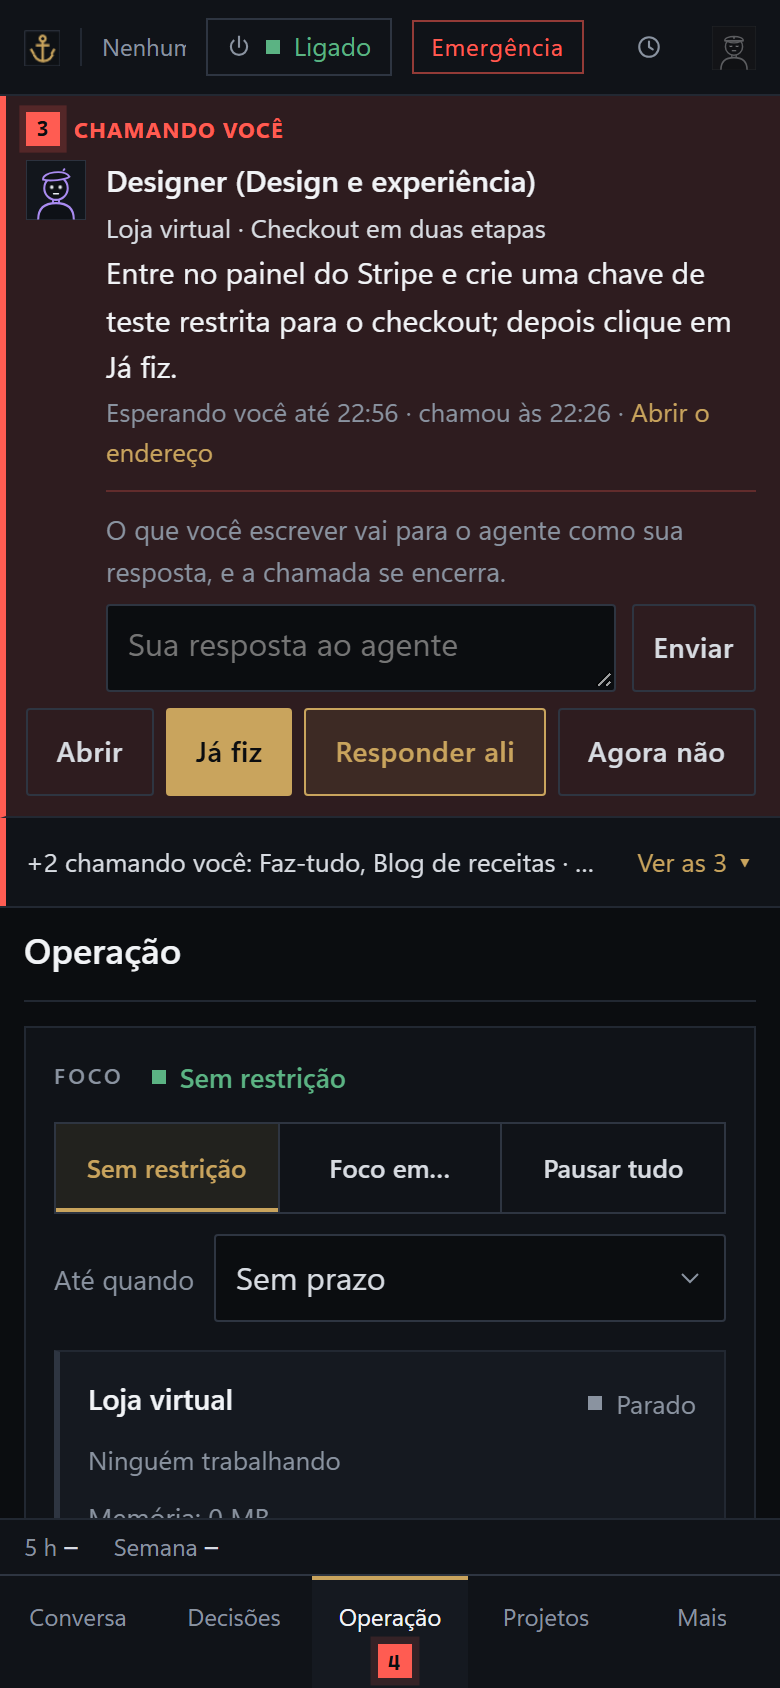 Nenhum
Ligado
Emergência
3 CHAMANDO VOCÊ
Designer (Design e experiência)
Loja virtual · Checkout em duas etapas
Entre no painel do Stripe e crie uma chave de
teste restrita para o checkout; depois clique em
Já fiz.
Esperando você até 22:56 · chamou às 22:26 · Abrir o
endereço
O que você escrever vai para o agente como sua
resposta, e a chamada se encerra.
Sua resposta ao agente
Enviar
Abrir
Já fiz
Responder ali
Agora não
+2 chamando você: Faz-tudo, Blog de receitas · ...
Ver as 3 ▼
Operação
FOCO
Sem restrição
Sem restrição
Foco em...
Pausar tudo
Até quando
Sem prazo
Loja virtual
Parado
Ninguém trabalhando
Memória: 0 MB
5 h –
Semana –
Conversa
Decisões
Operação
4
Projetos
Mais